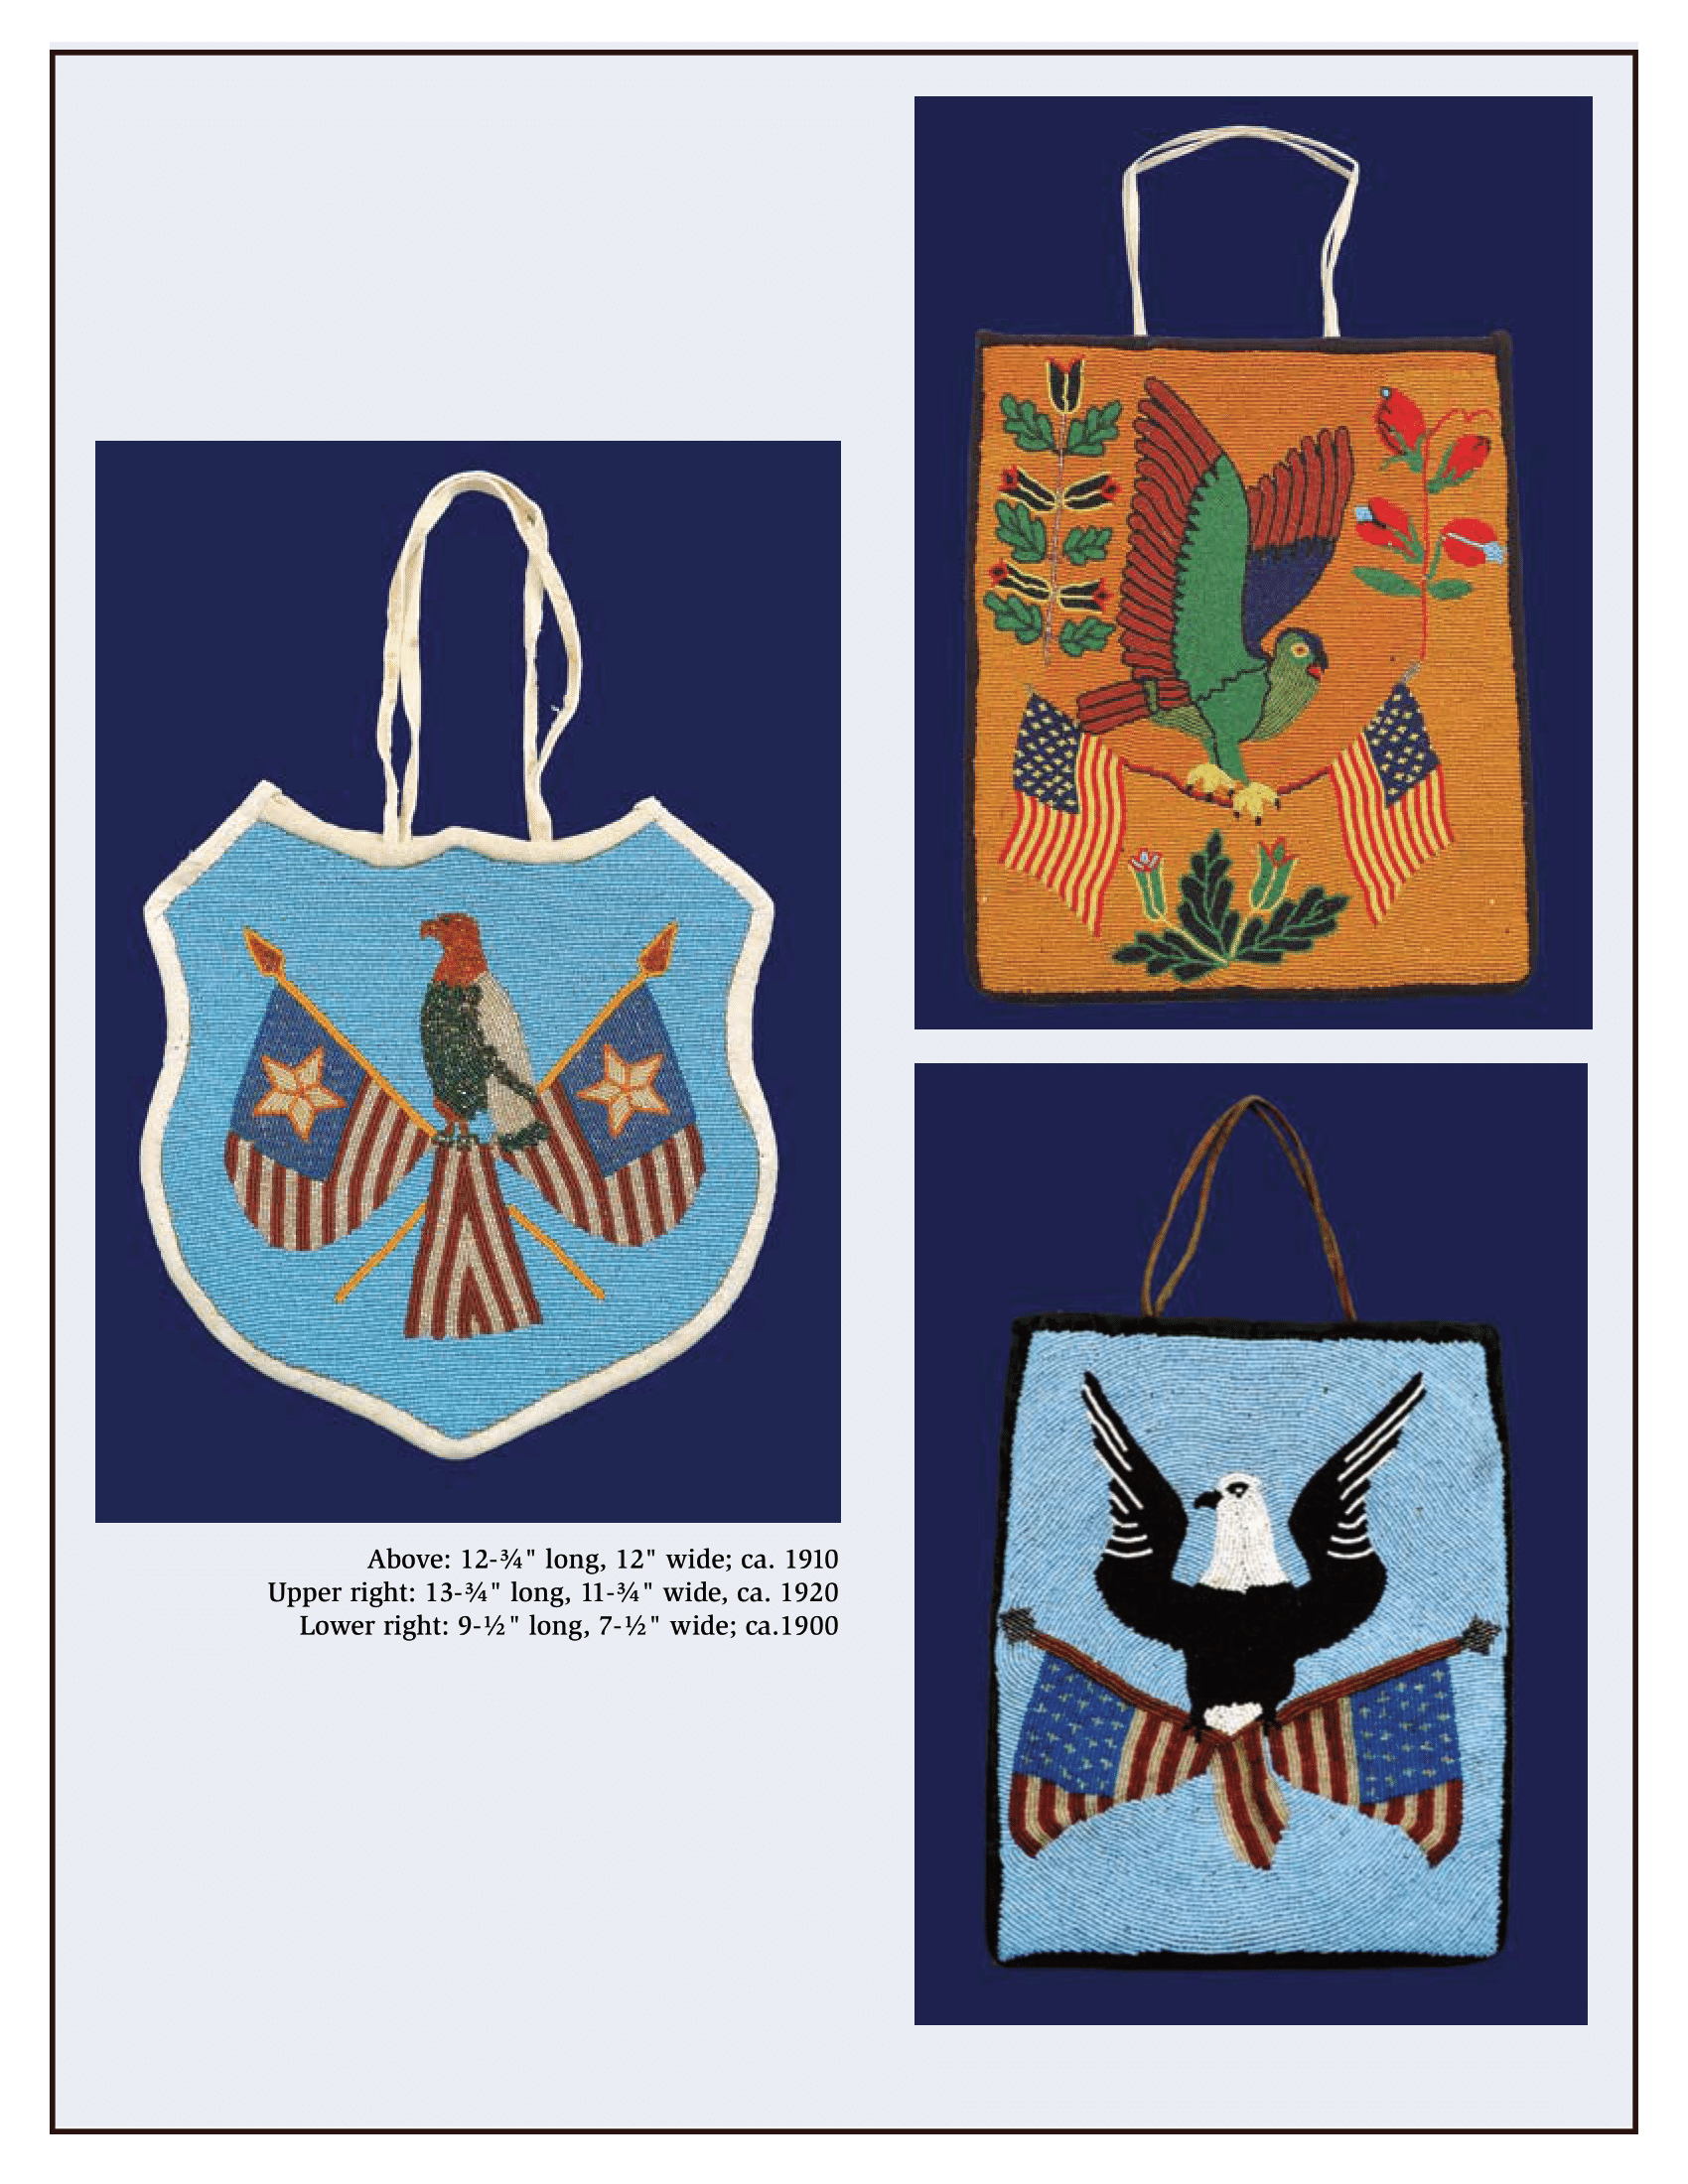 Above: 12-¾" long, 12" wide; ca. 1910
Upper right: 13-¾" long, 11-¾" wide, ca. 1920
Lower right: 9-½" long, 7-½" wide; ca.1900